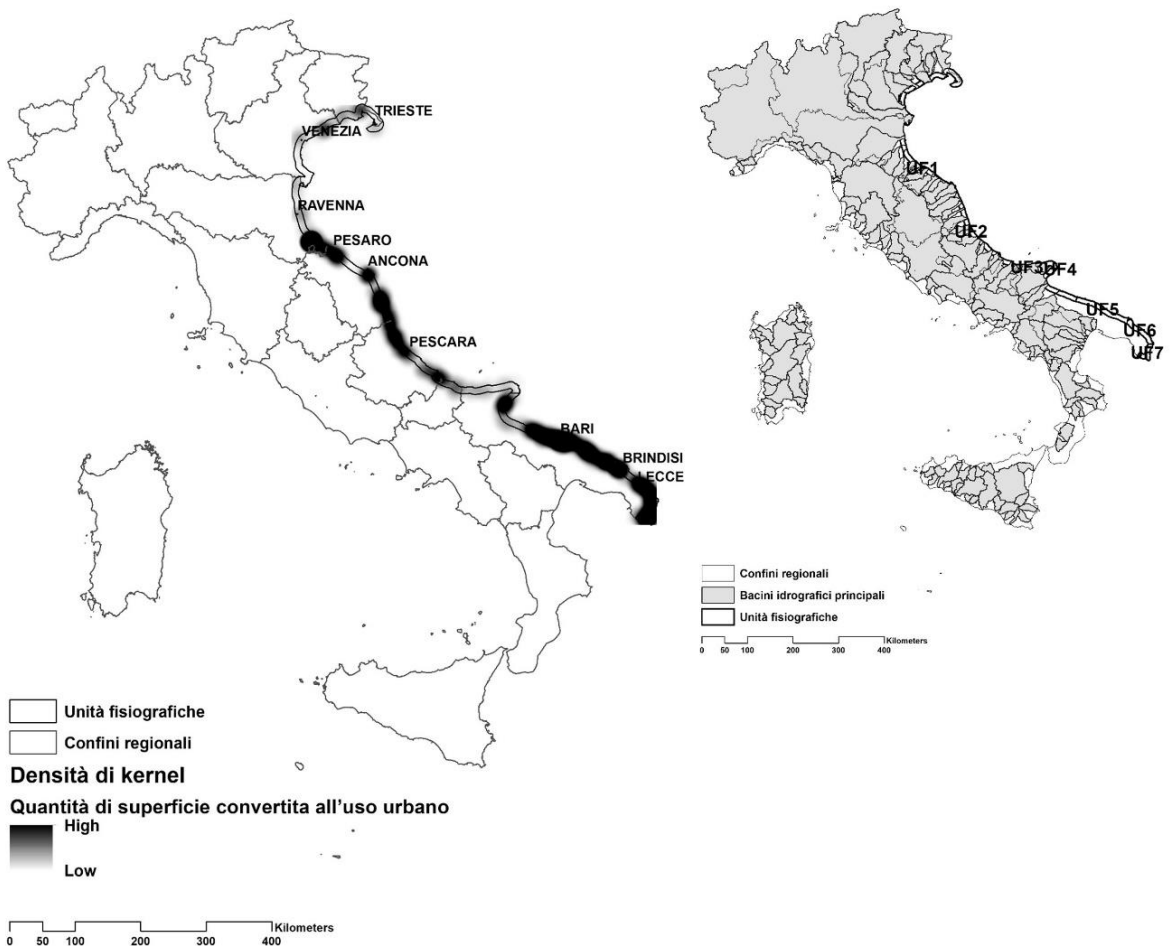 TRIESTE
VENEZIA
RAVENNA
PESARO
ANCONA
PESCARA
BARI
BRINDISI
LECCE
Unità fisiografiche
Confini regionali
Densità di kernel
Quantità di superficie convertita all'uso urbano
High
Low
Kilometers
0 50 100 200 300 400
UF1
UF2
UF3
UF4
UF5
UF6
UF7
Confini regionali
Bacini idrografici principali
Unità fisiografiche
Kilometers
0 50 100 200 300 400